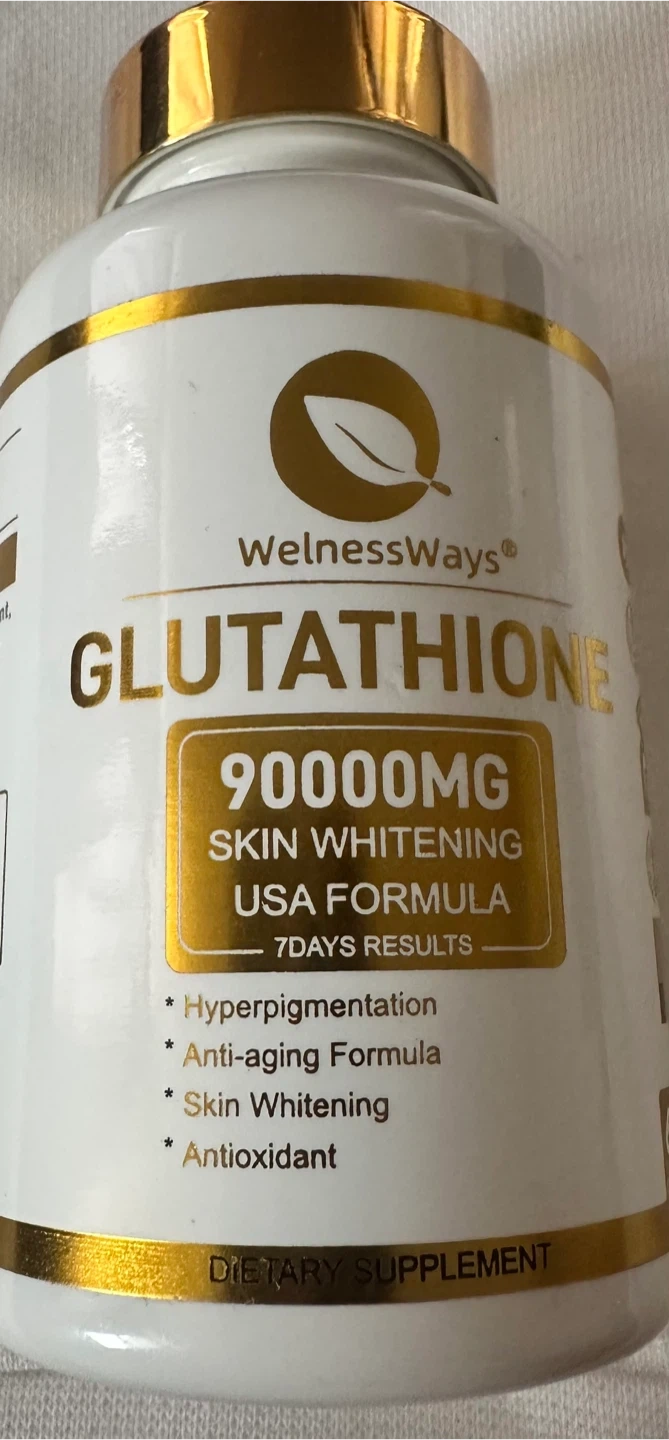 WelnessWays®
GLUTATHIONE
90000MG
SKIN WHITENING
USA FORMULA
7DAYS RESULTS
* Hyperpigmentation
* Anti-aging Formula
* Skin Whitening
* Antioxidant
DIETARY SUPPLEMENT